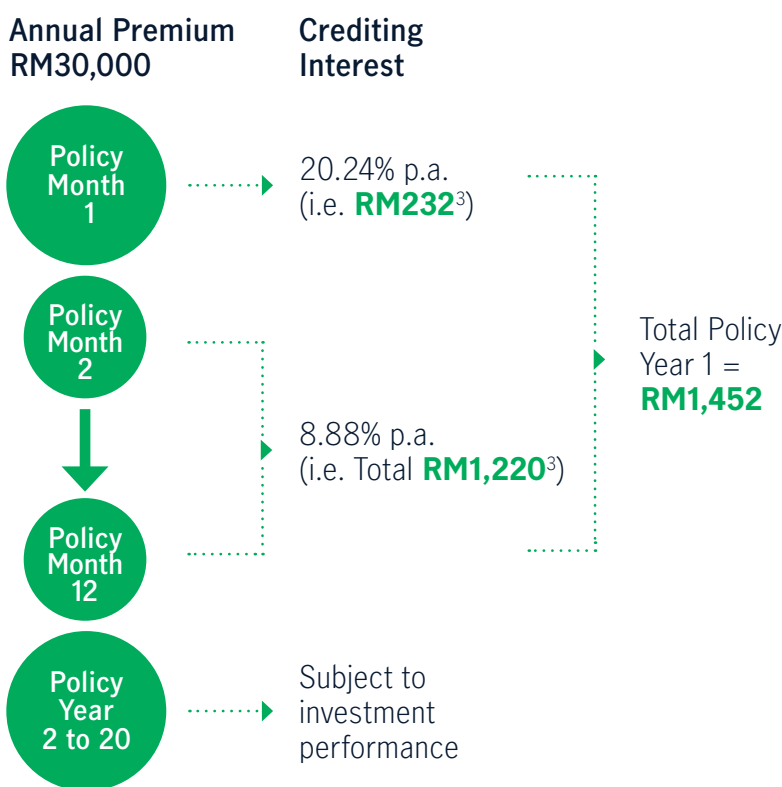 Annual Premium
RM30,000
Crediting
Interest
Policy
Month
1
20.24% p.a.
(i.e. RM232³)
Policy
Month
2
8.88% p.a.
(i.e. Total RM1,220³)
Policy
Month
12
Total Policy
Year 1 =
RM1,452
Policy
Year
2 to 20
Subject to
investment
performance